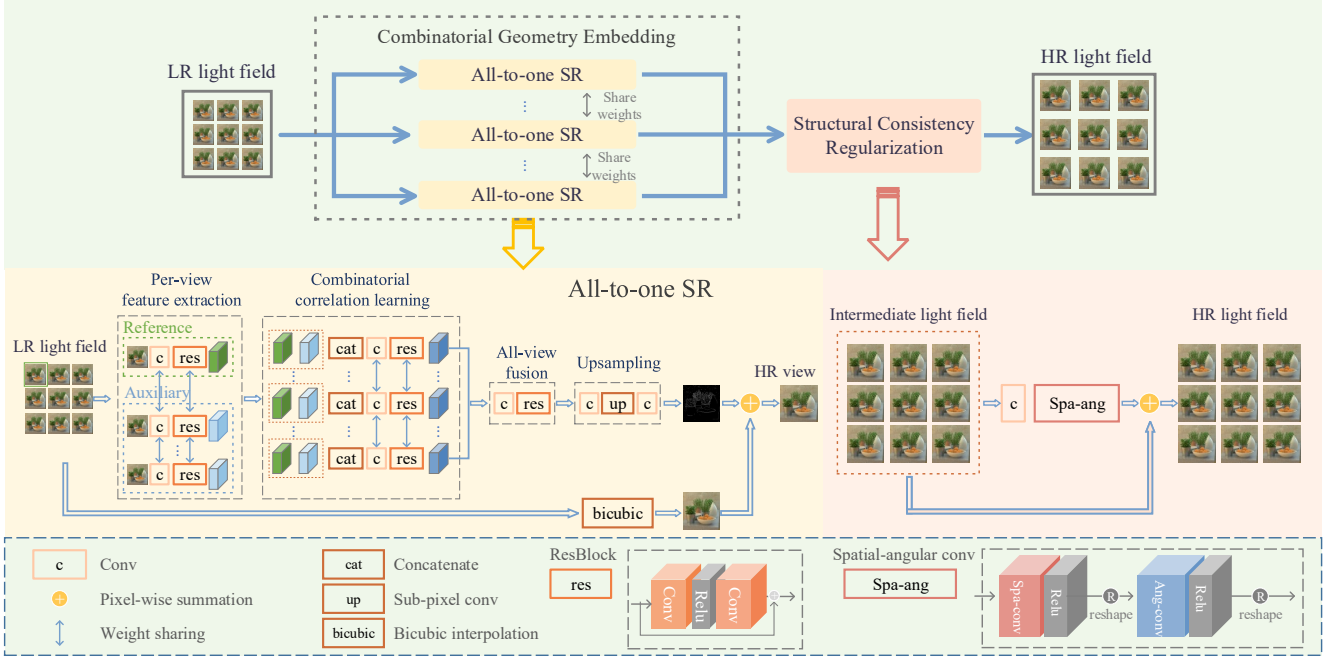 Combinatorial Geometry Embedding
LR light field
HR light field
All-to-one SR
Share
weights
All-to-one SR
Share
weights
All-to-one SR
Structural Consistency
Regularization
Per-view
feature extraction
Combinatorial
correlation learning
All-to-one SR
LR light field
Reference
c res
Auxiliary
c res
c res
cat c res
cat c res
cat c res
All-view
fusion
c res
Upsampling
c up c
HR view
bicubic
Intermediate light field
HR light field
c Spa-ang
c Conv
Pixel-wise summation
Weight sharing
cat Concatenate
up Sub-pixel conv
bicubic Bicubic interpolation
ResBlock
res
Conv
Relu
Conv
Spatial-angular conv
Spa-ang
Spa-conv
Relu
R
reshape
Ang-conv
Relu
R
reshape